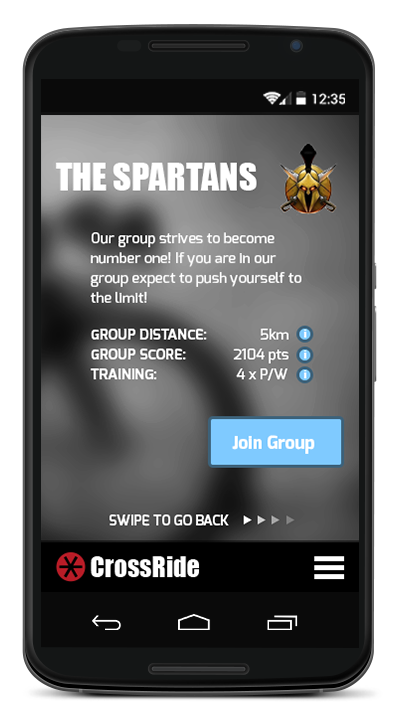 12:35
THE SPARTANS
Our group strives to become
number one! If you are in our
group expect to push yourself to
the limit!
GROUP DISTANCE: 5km
GROUP SCORE: 2104 pts
TRAINING: 4 x P/W
Join Group
SWIPE TO GO BACK
CrossRide